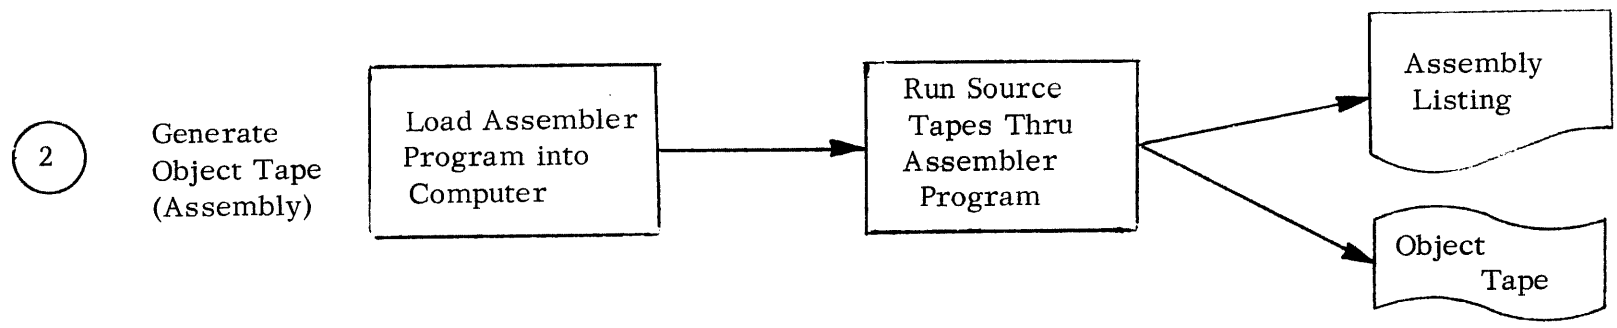 2
Generate
Object Tape
(Assembly)
Load Assembler
Program into
Computer
Run Source
Tapes Thru
Assembler
Program
Assembly
Listing
Object
Tape